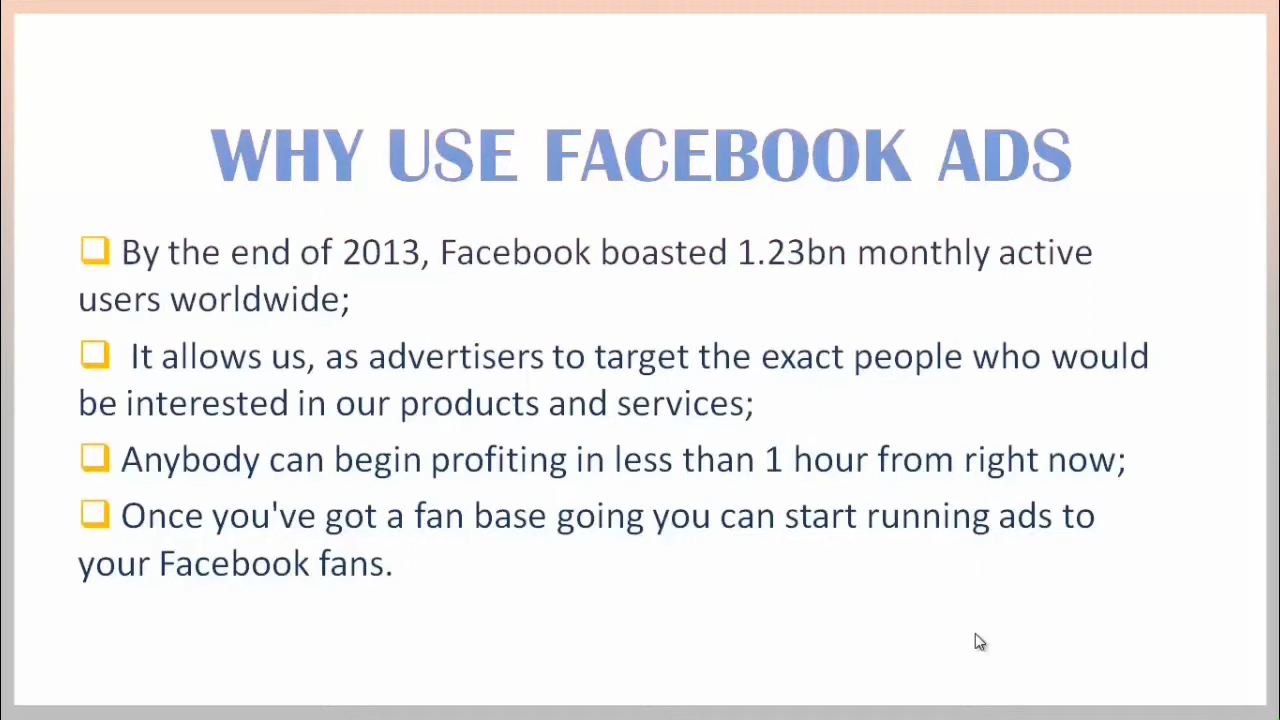 WHY USE FACEBOOK ADS
By the end of 2013, Facebook boasted 1.23bn monthly active
users worldwide;
It allows us, as advertisers to target the exact people who would
be interested in our products and services;
Anybody can begin profiting in less than 1 hour from right now;
Once you've got a fan base going you can start running ads to
your Facebook fans.